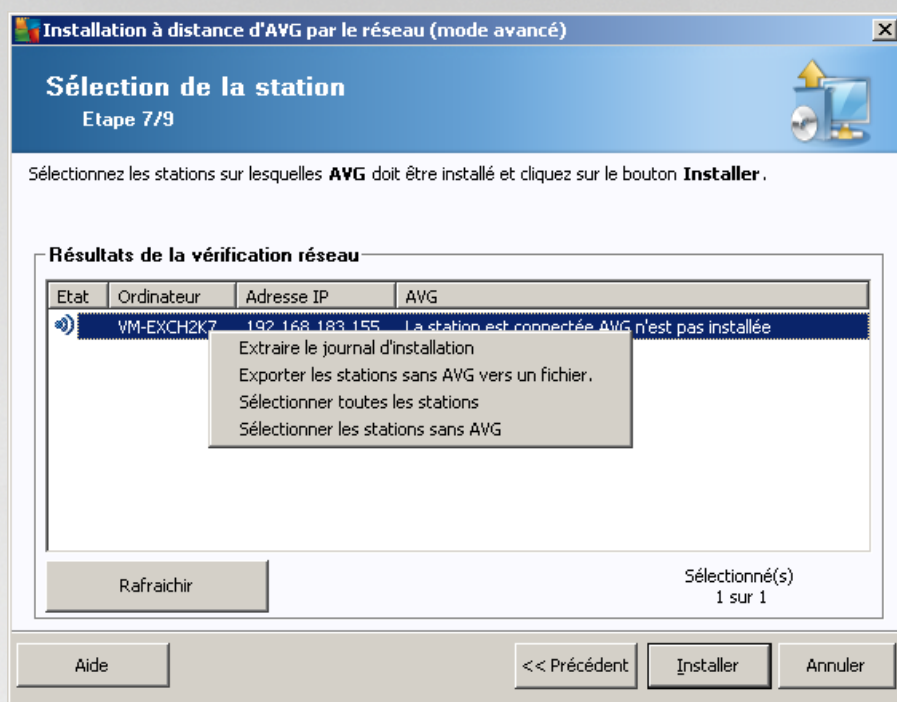 Installation à distance d'AVG par le réseau (mode avancé)
Sélection de la station
Etape 7/9
Sélectionnez les stations sur lesquelles AVG doit être installé et cliquez sur le bouton Installer.
Résultats de la vérification réseau
Etat Ordinateur Adresse IP AVG
VM-EXCH2K7 192.168.183.155 La station est connectée AVG n'est pas installée
Extraire le journal d'installation
Exporter les stations sans AVG vers un fichier.
Sélectionner toutes les stations
Sélectionner les stations sans AVG
Rafraichir
Sélectionné(s)
1 sur 1
Aide << Précédent Installer Annuler